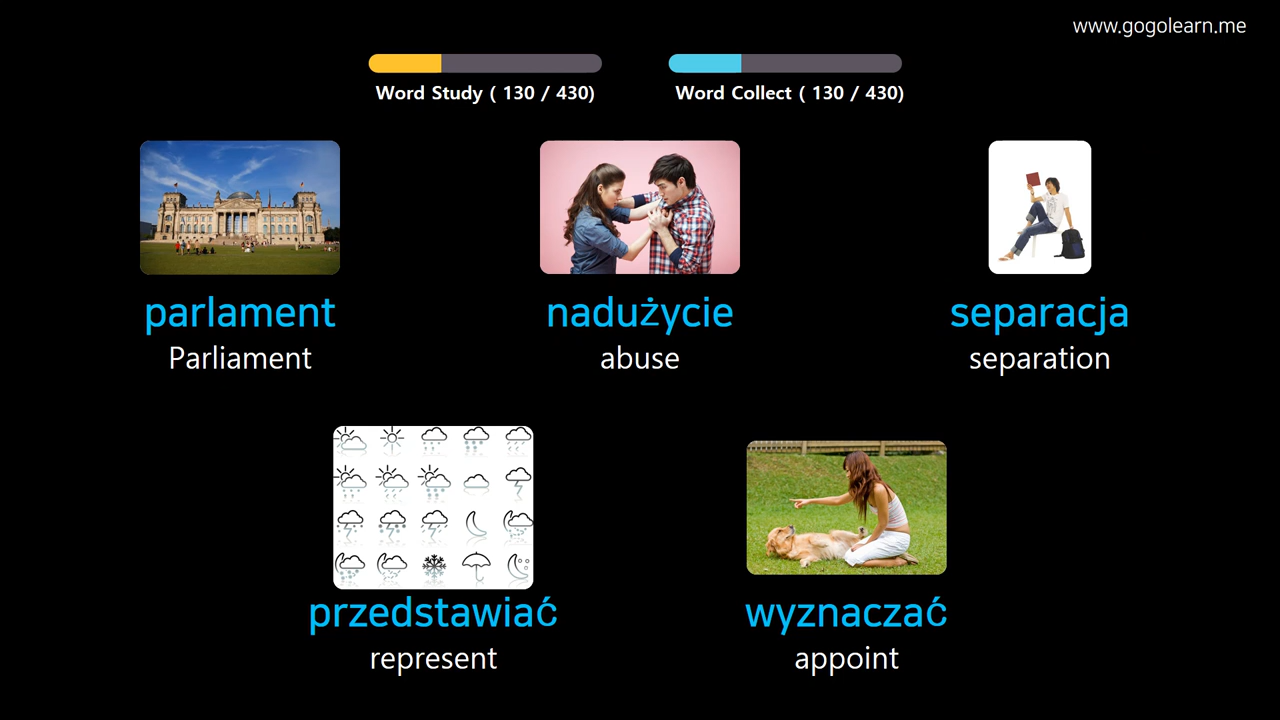 www.gogolearn.me
Word Study ( 130 / 430)
Word Collect ( 130 / 430)
parlament
Parliament
nadużycie
abuse
separacja
separation
przedstawiać
represent
wyznaczać
appoint